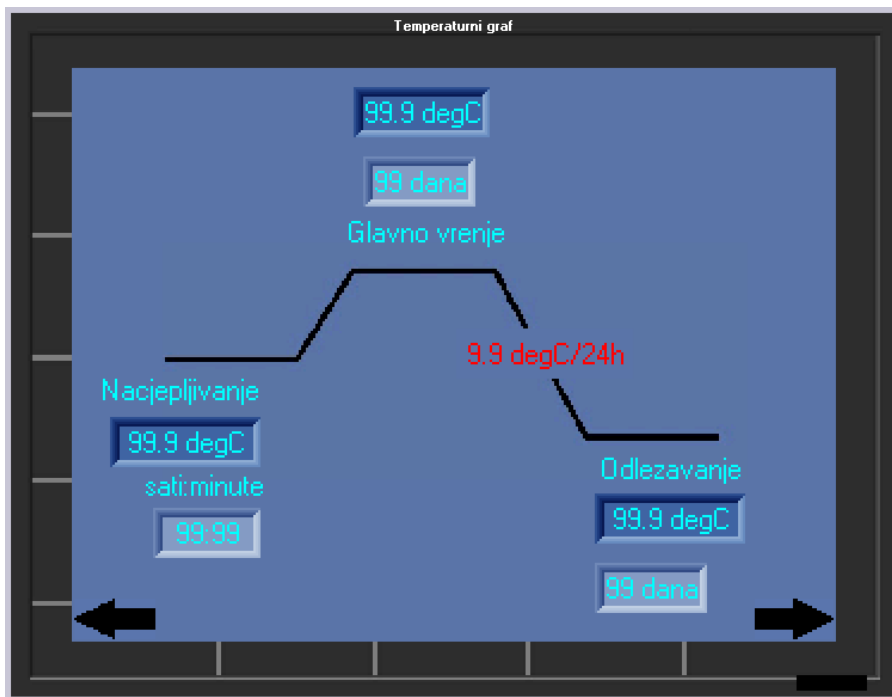 Temperaturni graf
99.9 degC
99 dana
Glavno vrenje
9.9 degC/24h
Nacjepljivanje
99.9 degC
sati:minute
99:99
Odlezavanje
99.9 degC
99 dana